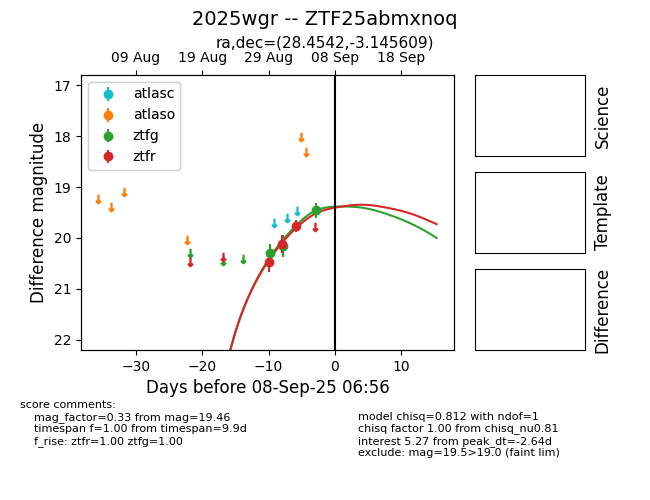 2025wgr -- ZTF25abmxnoq
ra,dec=(28.4542,-3.145609)
09 Aug 19 Aug 29 Aug 08 Sep 18 Sep
17
18
19
20
21
22
Difference magnitude
atlasc
atlaso
ztfg
ztfr
−30 −20 −10 0 10
Days before 08-Sep-25 06:56
Science
Template
Difference
score comments:
mag_factor=0.33 from mag=19.46
timespan f=1.00 from timespan=9.9d
f_rise: ztfr=1.00 ztfg=1.00
model chisq=0.812 with ndof=1
chisq factor 1.00 from chisq_nu0.81
interest 5.27 from peak_dt=-2.64d
exclude: mag=19.5>19.0 (faint lim)